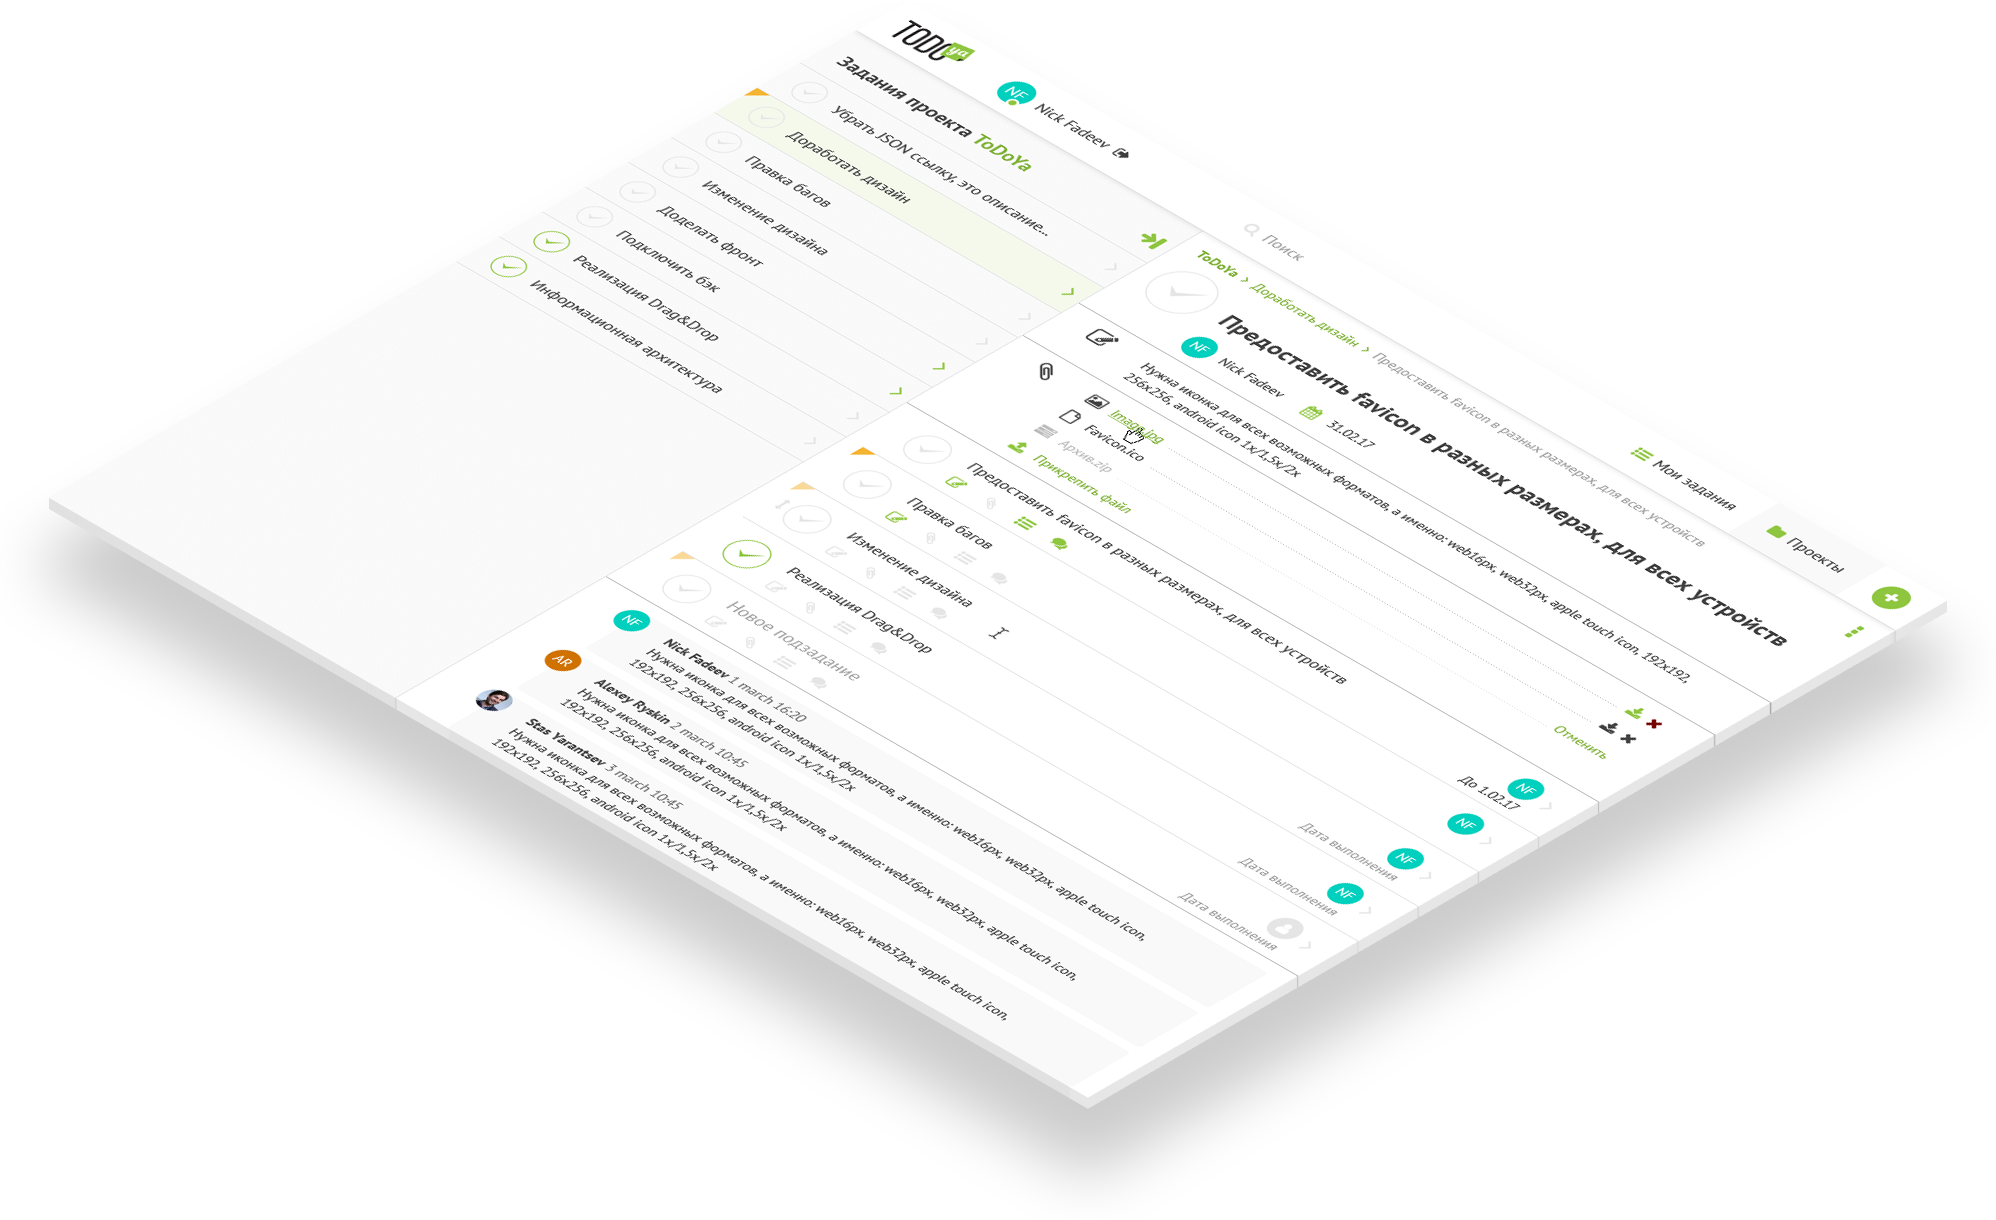 TODO ya
NF
Nick Fadeev
Поиск
Мои задания
Проекты
Задания проекта ToDoYa
Убрать JSON ссылку, это описание...
Доработать дизайн
Правка багов
Изменение дизайна
Доделать фронт
Подключить бэк
Реализация Drag&Drop
Информационная архитектура
ToDoYa > Доработать дизайн > Предоставить favicon в разных размерах, для всех устройств
Предоставить favicon в разных размерах, для всех устройств
NF
Nick Fadeev
31.02.17
Нужна иконка для всех возможных форматов, а именно: web16px, web32px, apple touch icon, 192x192,
256x256, android icon 1x/1,5x/2x
Image.jpg
Favicon.ico
Архив.zip
Отменить
Прикрепить файл
Предоставить favicon в разных размерах, для всех устройств
До 1.02.17
NF
Правка багов
NF
Изменение дизайна
Дата выполнения
NF
Реализация Drag&Drop
Дата выполнения
NF
Новое подзадание
Дата выполнения
NF
Nick Fadeev 1 march 16:20
Нужна иконка для всех возможных форматов, а именно: web16px, web32px, apple touch icon,
192x192, 256x256, android icon 1x/1,5x/2x
AR
Alexey Ryskin 2 march 10:45
Нужна иконка для всех возможных форматов, а именно: web16px, web32px, apple touch icon,
192x192, 256x256, android icon 1x/1,5x/2x
Stas Yarantsev 3 march 10:45
Нужна иконка для всех возможных форматов, а именно: web16px, web32px, apple touch icon,
192x192, 256x256, android icon 1x/1,5x/2x